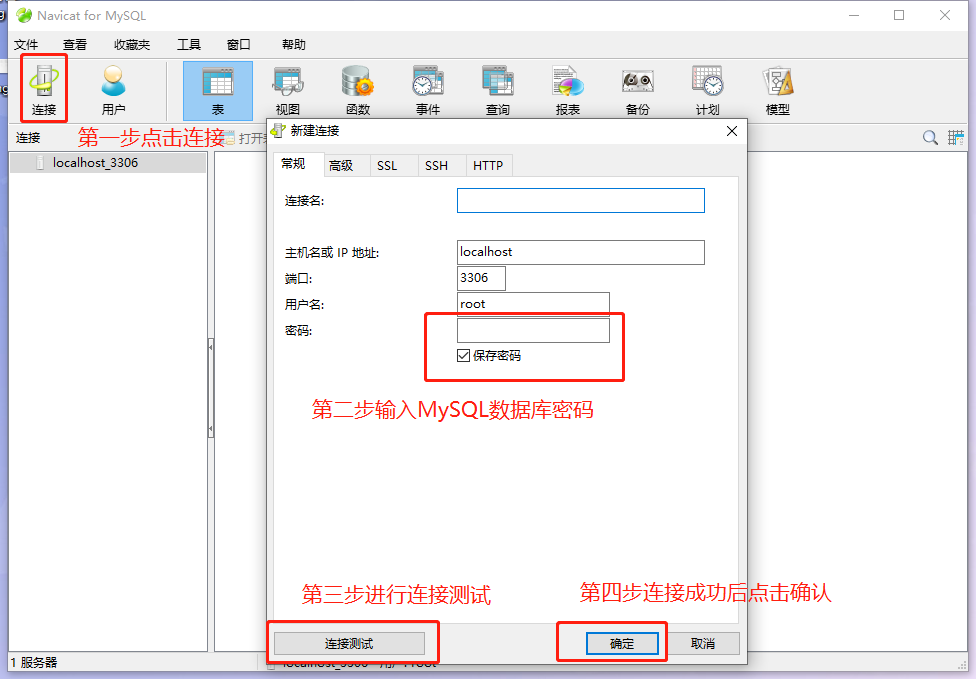 Navicat for MySQL
文件 查看 收藏夹 工具 窗口 帮助
连接 用户 表 视图 函数 事件 查询 报表 备份 计划 模型
连接 第一步点击连接 打开
新建连接
localhost_3306
常规 高级 SSL SSH HTTP
连接名:
主机名或 IP 地址: localhost
端口: 3306
用户名: root
密码:
保存密码
第二步输入MySQL数据库密码
第三步进行连接测试
第四步连接成功后点击确认
连接测试 确定 取消
1 服务器 localhost_3306 用户: root